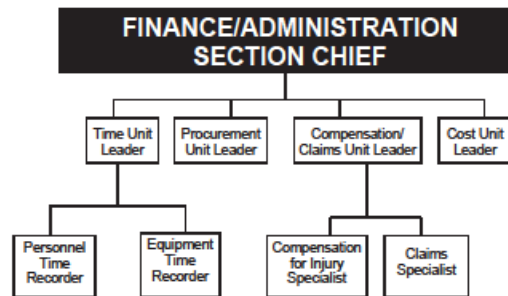 FINANCE/ADMINISTRATION
SECTION CHIEF
Time Unit
Leader
Procurement
Unit Leader
Compensation/
Claims Unit Leader
Cost Unit
Leader
Personnel
Time
Recorder
Equipment
Time
Recorder
Compensation
for Injury
Specialist
Claims
Specialist